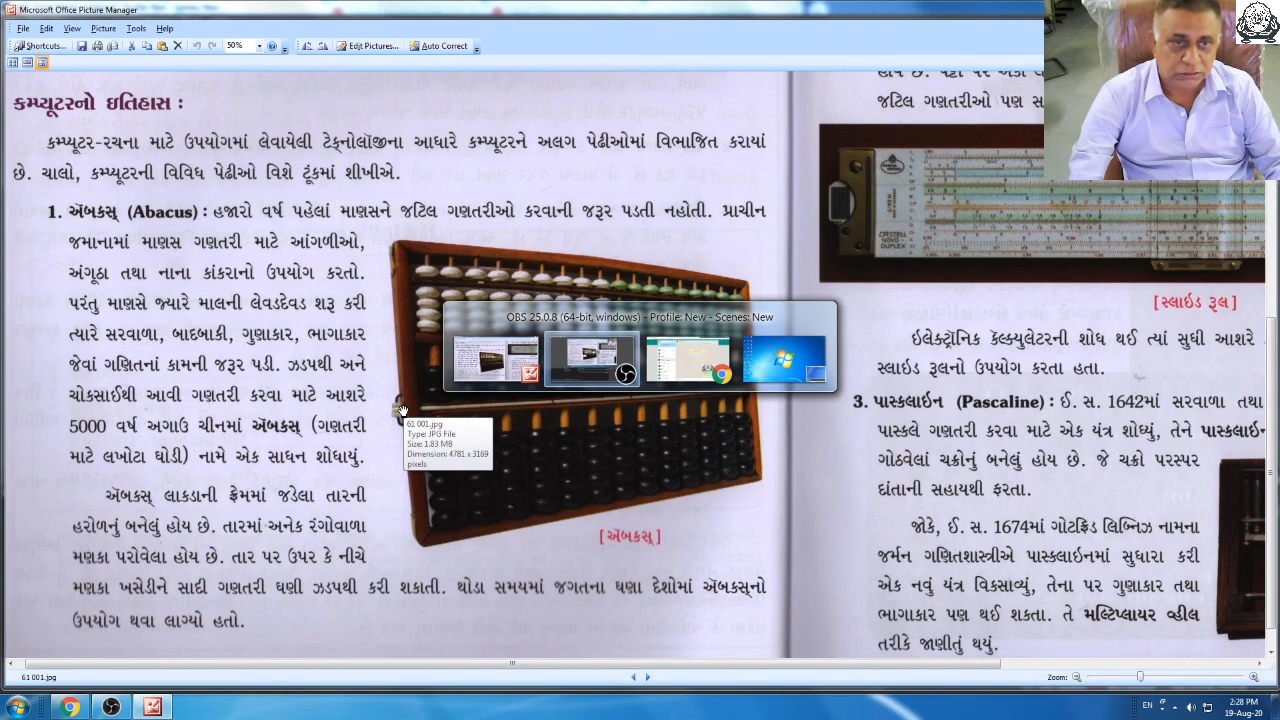 Microsoft Office Picture Manager
File Edit View Picture Tools Help
Shortcuts... 50% Edit Pictures... Auto Correct
કમ્પ્યૂટરનો ઇતિહાસ :
કમ્પ્યૂટર-રચના માટે ઉપયોગમાં લેવાયેલી ટેક્નોલૉજીના આધારે કમ્પ્યૂટરને અલગ પેઢીઓમાં વિભાજિત કરાયાં
છે. ચાલો, કમ્પ્યૂટરની વિવિધ પેઢીઓ વિશે ટૂંકમાં શીખીએ.
1. ઍબકસ્ (Abacus) : હજારો વર્ષ પહેલાં માણસને જટિલ ગણતરીઓ કરવાની જરૂર પડતી નહોતી. પ્રાચીન
જમાનામાં માણસ ગણતરી માટે આંગળીઓ,
અંગૂઠા તથા નાના કાંકરાનો ઉપયોગ કરતો.
પરંતુ માણસે જ્યારે માલની લેવડદેવડ શરૂ કરી
ત્યારે સરવાળા, બાદબાકી, ગુણાકાર, ભાગાકાર
જેવાં ગણિતનાં કામની જરૂર પડી. ઝડપથી અને
ચોકસાઈથી આવી ગણતરી કરવા માટે આશરે
5000 વર્ષ અગાઉ ચીનમાં ઍબકસ્ (ગણતરી
માટે લખોટા ઘોડી) નામે એક સાધન શોધાયું.
ઍબકસ્ લાકડાની ફ્રેમમાં જડેલા તારની
હરોળનું બનેલું હોય છે. તારમાં અનેક રંગોવાળા
મણકા પરોવેલા હોય છે. તાર પર ઉપર કે નીચે
મણકા ખસેડીને સાદી ગણતરી ઘણી ઝડપથી કરી શકાતી. થોડા સમયમાં જગતના ઘણા દેશોમાં ઍબકસ્‌નો
ઉપયોગ થવા લાગ્યો હતો.
[ઍબકસ્]
OBS 25.0.8 (64-bit, windows) - Profile: New - Scenes: New
61 001.jpg
Type: JPG File
Size: 1.83 MB
Dimension: 4781 x 3169
pixels
જટિલ ગણતરીઓ પણ સ
CASTELL
NOVO -
DUPLEX
[સ્લાઇડ રૂલ]
ઇલેક્ટ્રૉનિક કૅલ્ક્યુલેટરની શોધ થઈ ત્યાં સુધી આશરે
સ્લાઇડ રૂલનો ઉપયોગ કરતા હતા.
3. પાસ્કલાઇન (Pascaline) : ઈ. સ. 1642માં સરવાળા તથા
પાસ્કલે ગણતરી કરવા માટે એક યંત્ર શોધ્યું, તેને પાસ્કલાઇ
ગોઠવેલાં ચક્રોનું બનેલું હોય છે. જે ચક્રો પરસ્પર
દાંતાની સહાયથી ફરતા.
જોકે, ઈ. સ. 1674માં ગોટફ્રિડ લિબ્નિઝ નામના
જર્મન ગણિતશાસ્ત્રીએ પાસ્કલાઇનમાં સુધારા કરી
એક નવું યંત્ર વિકસાવ્યું, તેના પર ગુણાકાર તથા
ભાગાકાર પણ થઈ શકતા. તે મલ્ટિપ્લાયર વ્હીલ
તરીકે જાણીતું થયું.
61 001.jpg
Zoom:
EN
2:28 PM
19-Aug-20